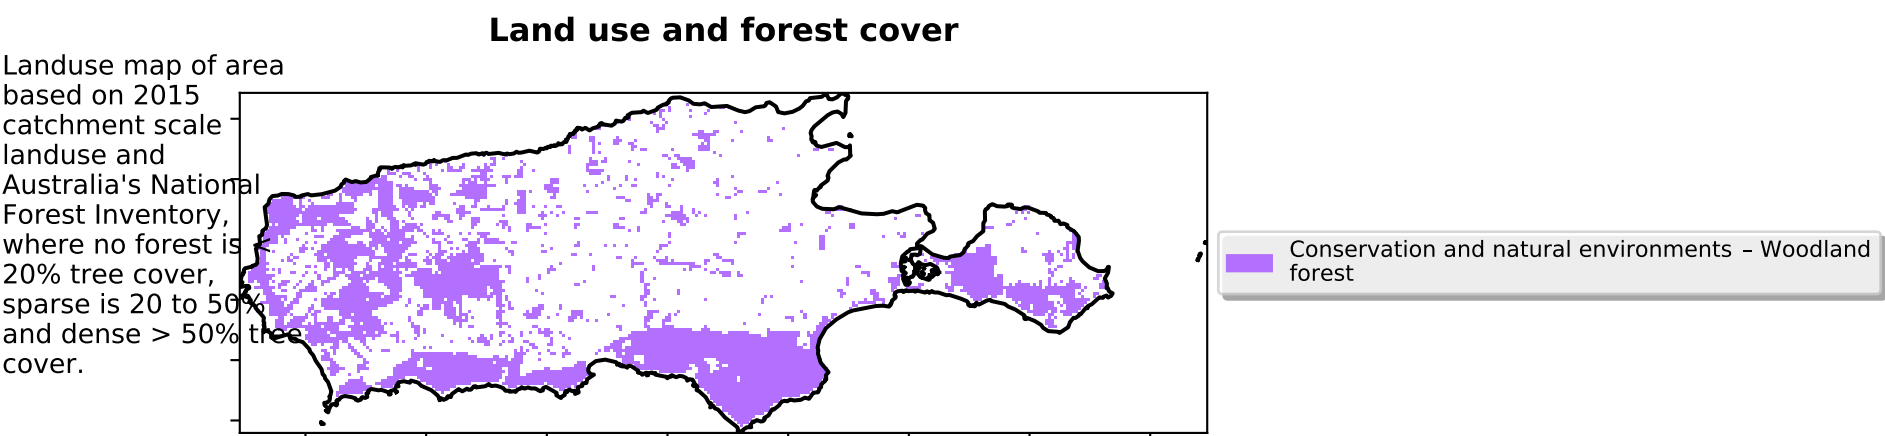 Land use and forest cover
Landuse map of area
based on 2015
catchment scale
landuse and
Australia's National
Forest Inventory,
where no forest is <
20% tree cover,
sparse is 20 to 50%
and dense > 50% tree
cover.
Conservation and natural environments – Woodland
forest